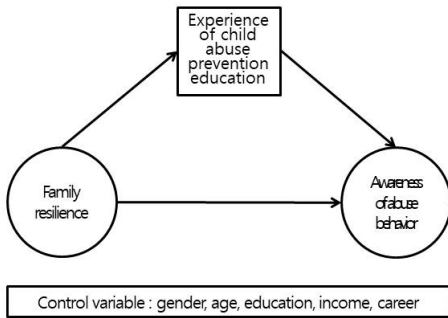 Experience
of child
abuse
prevention
education
Family
resilience
Awareness
of abuse
behavior
Control variable : gender, age, education, income, career